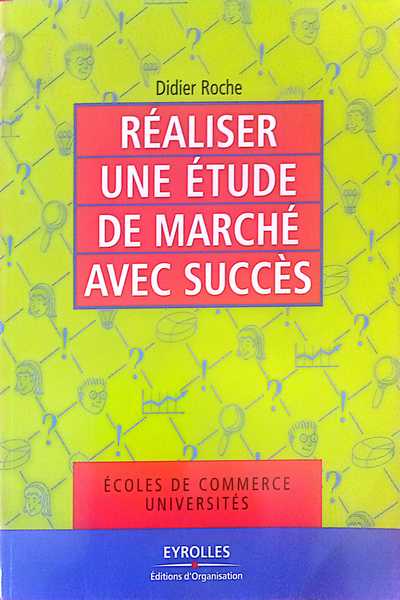 Didier Roche
RÉALISER
UNE ÉTUDE
DE MARCHÉ
AVEC SUCCÈS
ÉCOLES DE COMMERCE
UNIVERSITÉS
EYROLLES
Éditions d'Organisation